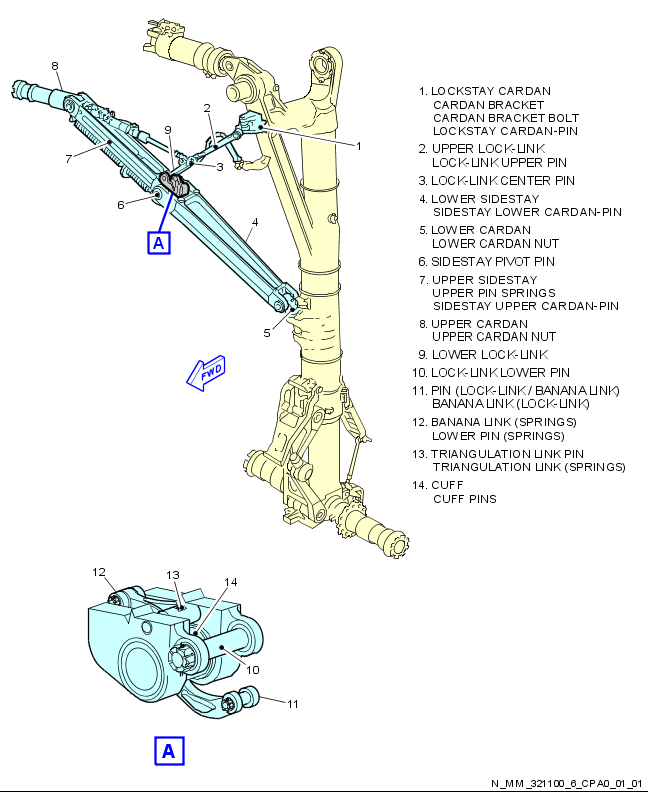 8
2
9
1
7
3
6
A
4
5
FWD
1. LOCKSTAY CARDAN
CARDAN BRACKET
CARDAN BRACKET BOLT
LOCKSTAY CARDAN-PIN
2. UPPER LOCK-LINK
LOCK-LINK UPPER PIN
3. LOCK-LINK CENTER PIN
4. LOWER SIDESTAY
SIDESTAY LOWER CARDAN-PIN
5. LOWER CARDAN
LOWER CARDAN NUT
6. SIDESTAY PIVOT PIN
7. UPPER SIDESTAY
UPPER PIN SPRINGS
SIDESTAY UPPER CARDAN-PIN
8. UPPER CARDAN
UPPER CARDAN NUT
9. LOWER LOCK-LINK
10. LOCK-LINK LOWER PIN
11. PIN (LOCK-LINK / BANANA LINK)
BANANA LINK (LOCK-LINK)
12. BANANA LINK (SPRINGS)
LOWER PIN (SPRINGS)
13. TRIANGULATION LINK PIN
TRIANGULATION LINK (SPRINGS)
14. CUFF
CUFF PINS
12
13
14
10
11
A
N_MM_321100_6_CPA0_01_01